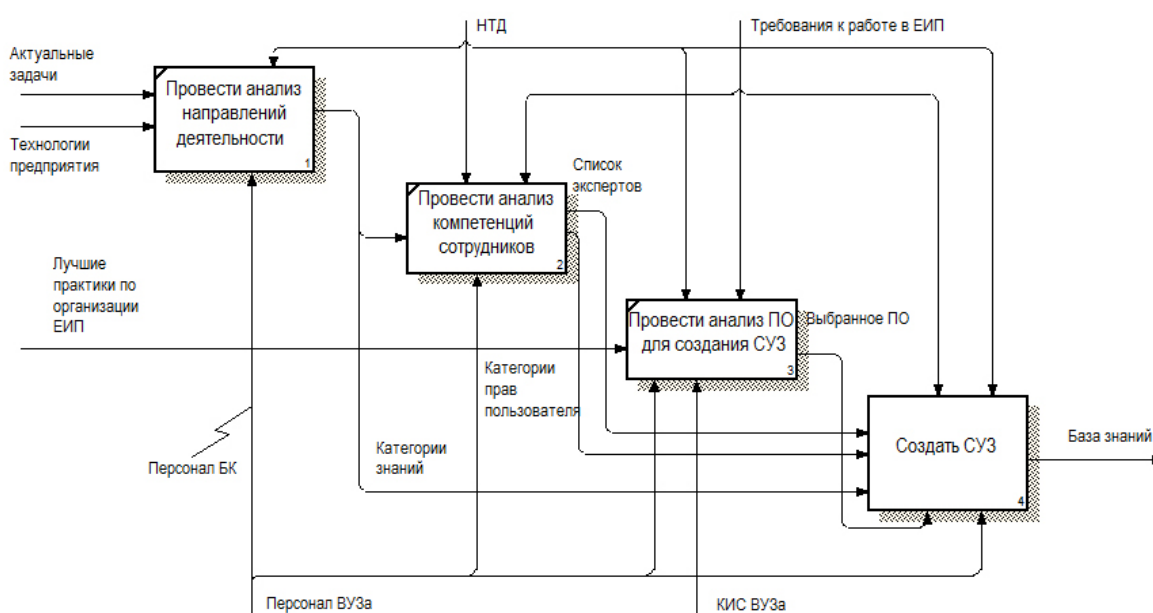 НТД
Требования к работе в ЕИП
Актуальные
задачи
Провести анализ
направлений
деятельности
1
Технологии
предприятия
Список
экспертов
Провести анализ
компетенций
сотрудников
2
Лучшие
практики по
организации
ЕИП
Провести анализ ПО
для создания СУЗ
3
Выбранное ПО
Категории
прав
пользователя
Создать СУЗ
4
База знаний
Категории
знаний
Персонал БК
Персонал ВУЗа
КИС ВУЗа